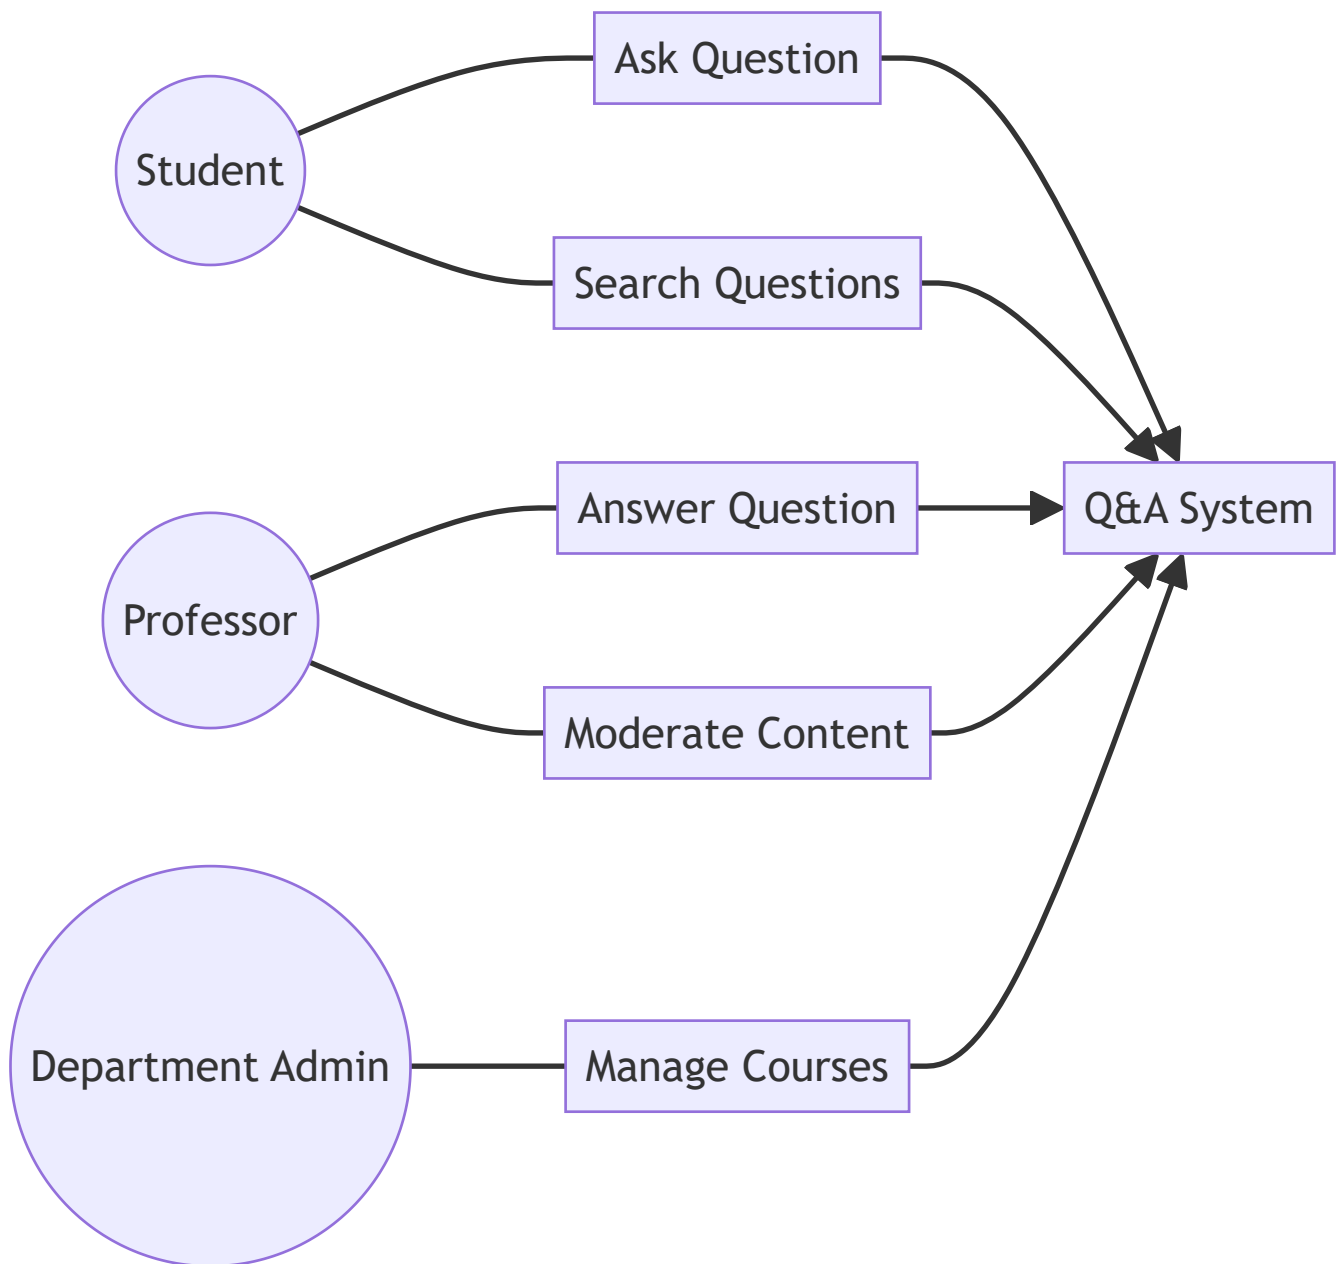 Ask Question
Student
Search Questions
Answer Question
Q&A System
Professor
Moderate Content
Department Admin
Manage Courses